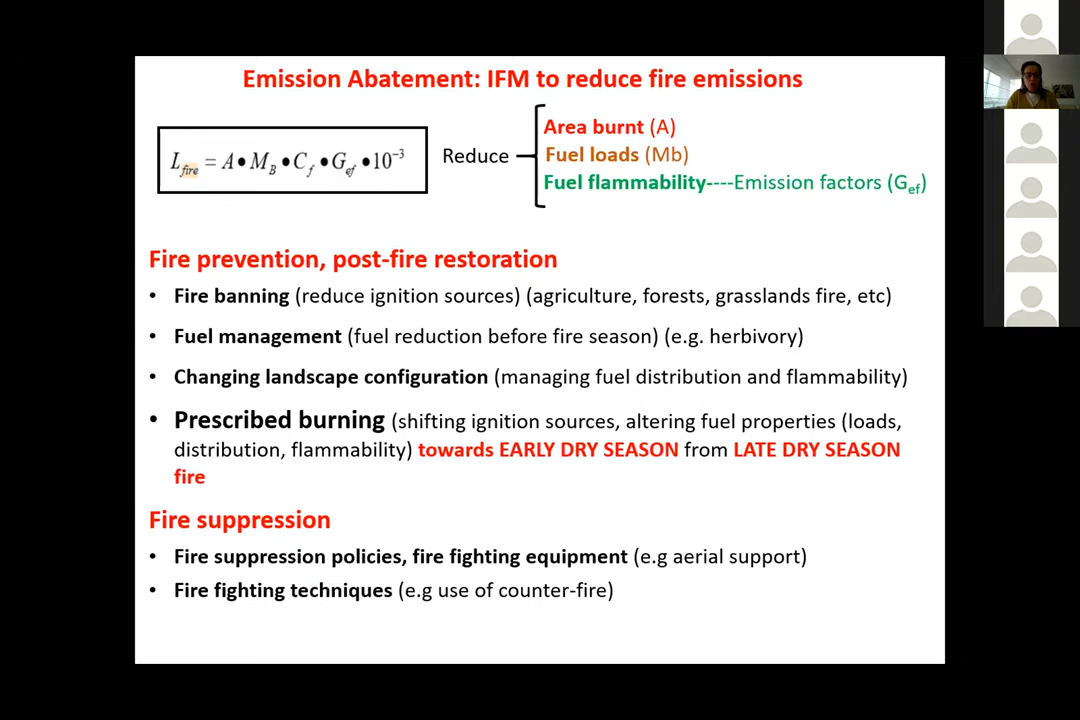 Emission Abatement: IFM to reduce fire emissions
L_fire = A • M_B • C_f • G_ef • 10^-3
Reduce
Area burnt (A)
Fuel loads (Mb)
Fuel flammability----Emission factors (G_ef)
Fire prevention, post-fire restoration
• Fire banning (reduce ignition sources) (agriculture, forests, grasslands fire, etc)
• Fuel management (fuel reduction before fire season) (e.g. herbivory)
• Changing landscape configuration (managing fuel distribution and flammability)
• Prescribed burning (shifting ignition sources, altering fuel properties (loads,
distribution, flammability) towards EARLY DRY SEASON from LATE DRY SEASON
fire
Fire suppression
• Fire suppression policies, fire fighting equipment (e.g aerial support)
• Fire fighting techniques (e.g use of counter-fire)